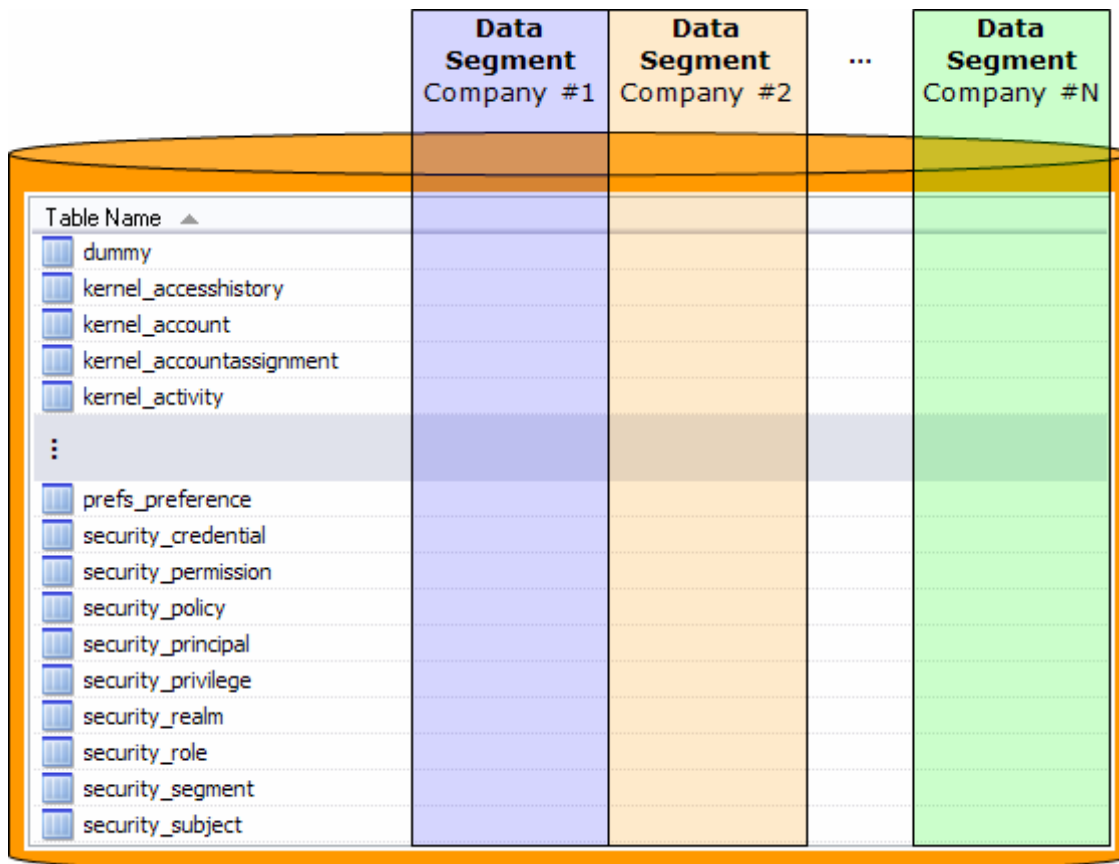 Data
Segment
Company #1
Data
Segment
Company #2
...
Data
Segment
Company #N
Table Name
dummy
kernel_accesshistory
kernel_account
kernel_accountassignment
kernel_activity
⋮
prefs_preference
security_credential
security_permission
security_policy
security_principal
security_privilege
security_realm
security_role
security_segment
security_subject